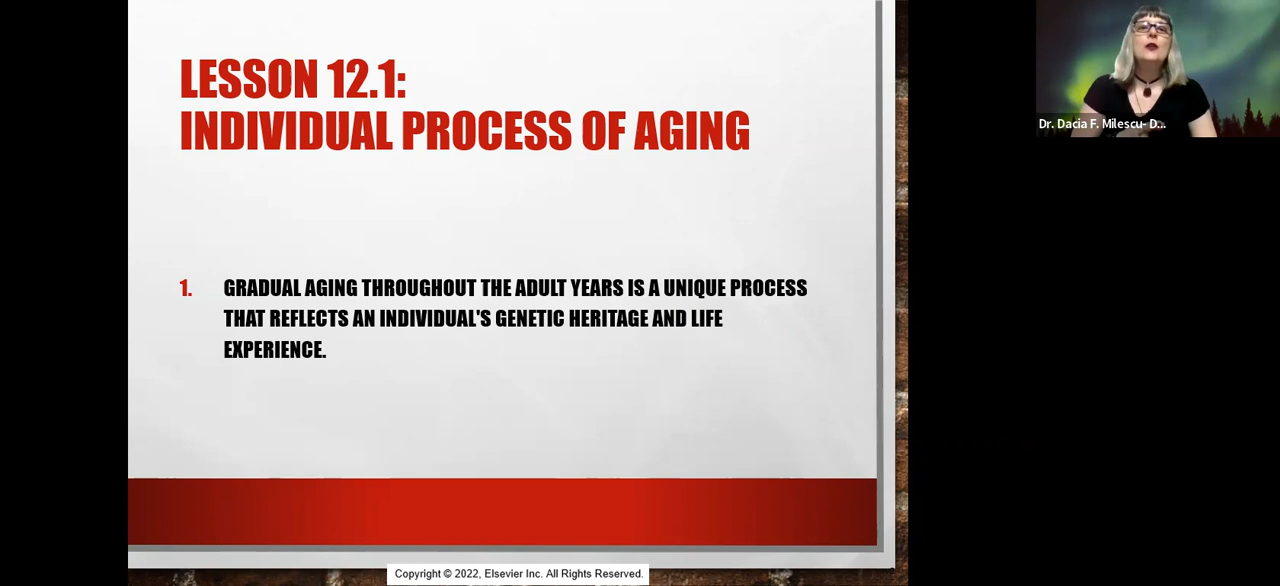 LESSON 12.1:
INDIVIDUAL PROCESS OF AGING
1. GRADUAL AGING THROUGHOUT THE ADULT YEARS IS A UNIQUE PROCESS
THAT REFLECTS AN INDIVIDUAL'S GENETIC HERITAGE AND LIFE
EXPERIENCE.
Dr. Dacia F. Milescu- D...
Copyright © 2022, Elsevier Inc. All Rights Reserved.